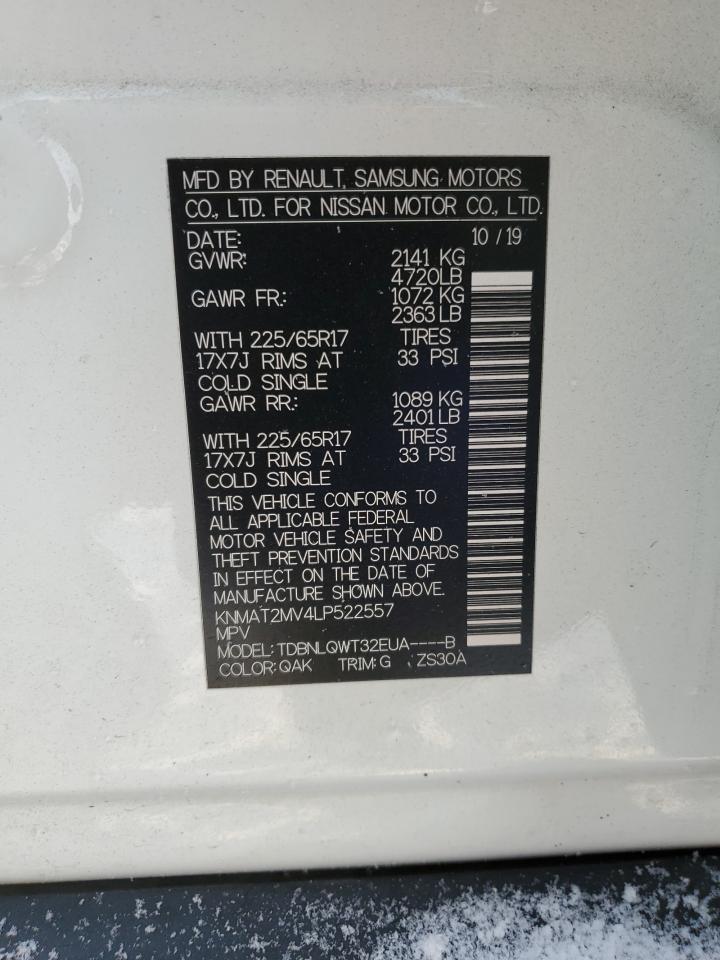 MFD BY RENAULT, SAMSUNG MOTORS
CO., LTD. FOR NISSAN MOTOR CO., LTD.
DATE: 10 / 19
GVWR: 2141 KG
4720LB
GAWR FR.: 1072 KG
2363 LB
WITH 225/65R17 TIRES
17X7J RIMS AT 33 PSI
COLD SINGLE
GAWR RR.: 1089 KG
2401LB
WITH 225/65R17 TIRES
17X7J RIMS AT 33 PSI
COLD SINGLE
THIS VEHICLE CONFORMS TO
ALL APPLICABLE FEDERAL
MOTOR VEHICLE SAFETY AND
THEFT PREVENTION STANDARDS
IN EFFECT ON THE DATE OF
MANUFACTURE SHOWN ABOVE.
KNMAT2MV4LP522557
MPV
MODEL: TDBNLQWT32EUA----B
COLOR: QAK TRIM: G ZS30A